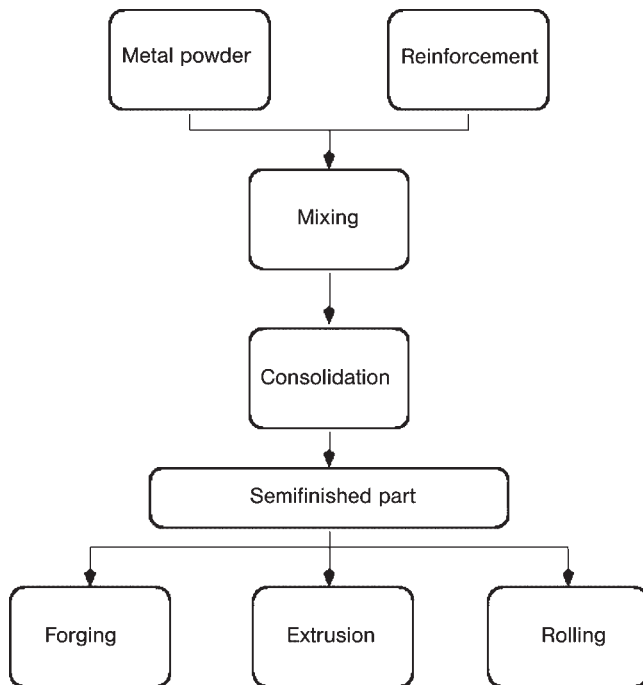 Metal powder
Reinforcement
Mixing
Consolidation
Semifinished part
Forging
Extrusion
Rolling